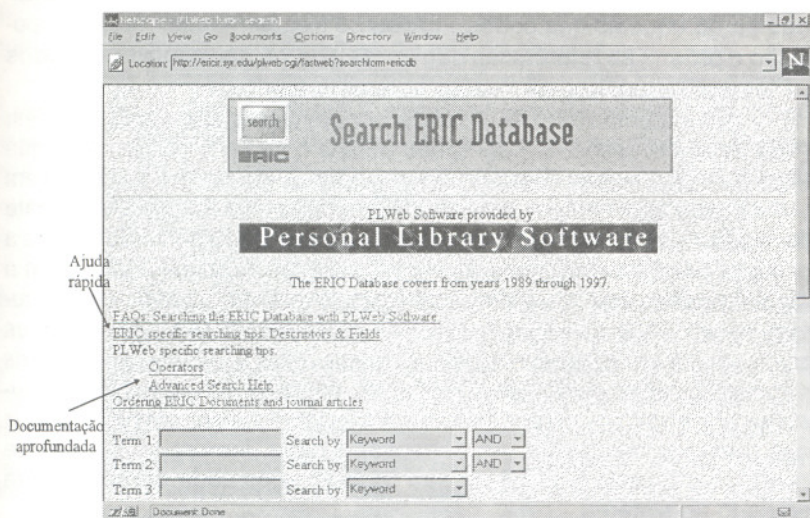 Netscape - [PLWeb Turbo Search]
File Edit View Go Bookmarks Options Directory Window Help
Location: http://ericir.syr.edu/plweb-cgi/fastweb?searchform+ericdb
N
search
ERIC
Search ERIC Database
PLWeb Software provided by
Personal Library Software
The ERIC Database covers from years 1989 through 1997.
Ajuda
rápida
FAQs: Searching the ERIC Database with PLWeb Software
ERIC specific searching tips: Descriptors & Fields
PLWeb specific searching tips:
Operators
Advanced Search Help
Ordering ERIC Documents and journal articles
Documentação
aprofundada
Term 1: Search by: Keyword AND
Term 2: Search by: Keyword AND
Term 3: Search by: Keyword
Document: Done